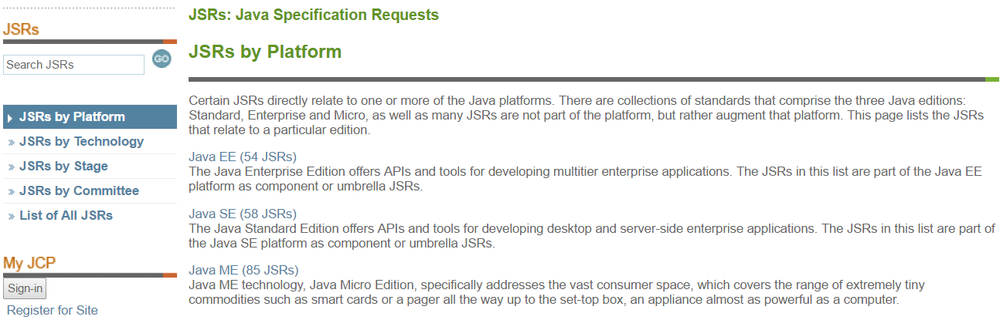 JSRs
Search JSRs
GO
JSRs by Platform
JSRs by Technology
JSRs by Stage
JSRs by Committee
List of All JSRs
My JCP
Sign-in
Register for Site
JSRs: Java Specification Requests
JSRs by Platform
Certain JSRs directly relate to one or more of the Java platforms. There are collections of standards that comprise the three Java editions:
Standard, Enterprise and Micro, as well as many JSRs are not part of the platform, but rather augment that platform. This page lists the JSRs
that relate to a particular edition.
Java EE (54 JSRs)
The Java Enterprise Edition offers APIs and tools for developing multitier enterprise applications. The JSRs in this list are part of the Java EE
platform as component or umbrella JSRs.
Java SE (58 JSRs)
The Java Standard Edition offers APIs and tools for developing desktop and server-side enterprise applications. The JSRs in this list are part of
the Java SE platform as component or umbrella JSRs.
Java ME (85 JSRs)
Java ME technology, Java Micro Edition, specifically addresses the vast consumer space, which covers the range of extremely tiny
commodities such as smart cards or a pager all the way up to the set-top box, an appliance almost as powerful as a computer.